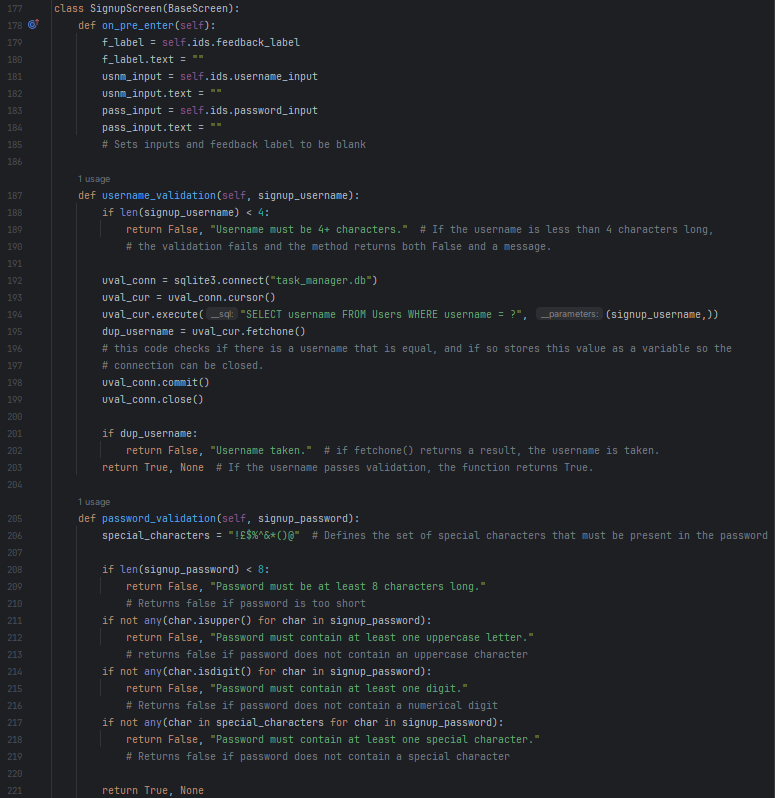 177 class SignupScreen(BaseScreen):
178     def on_pre_enter(self):
179         f_label = self.ids.feedback_label
180         f_label.text = ""
181         usnm_input = self.ids.username_input
182         usnm_input.text = ""
183         pass_input = self.ids.password_input
184         pass_input.text = ""
185         # Sets inputs and feedback label to be blank
186
1 usage
187     def username_validation(self, signup_username):
188         if len(signup_username) < 4:
189             return False, "Username must be 4+ characters."  # If the username is less than 4 characters long,
190             # the validation fails and the method returns both False and a message.
191
192         uval_conn = sqlite3.connect("task_manager.db")
193         uval_cur = uval_conn.cursor()
194         uval_cur.execute( __sql: "SELECT username FROM Users WHERE username = ?",  __parameters: (signup_username,))
195         dup_username = uval_cur.fetchone()
196         # this code checks if there is a username that is equal, and if so stores this value as a variable so the
197         # connection can be closed.
198         uval_conn.commit()
199         uval_conn.close()
200
201         if dup_username:
202             return False, "Username taken."  # if fetchone() returns a result, the username is taken.
203         return True, None  # If the username passes validation, the function returns True.
204
1 usage
205     def password_validation(self, signup_password):
206         special_characters = "!£$%^&*()@"  # Defines the set of special characters that must be present in the password
207
208         if len(signup_password) < 8:
209             return False, "Password must be at least 8 characters long."
210             # Returns false if password is too short
211         if not any(char.isupper() for char in signup_password):
212             return False, "Password must contain at least one uppercase letter."
213             # returns false if password does not contain an uppercase character
214         if not any(char.isdigit() for char in signup_password):
215             return False, "Password must contain at least one digit."
216             # Returns false if password does not contain a numerical digit
217         if not any(char in special_characters for char in signup_password):
218             return False, "Password must contain at least one special character."
219             # Returns false if password does not contain a special character
220
221         return True, None